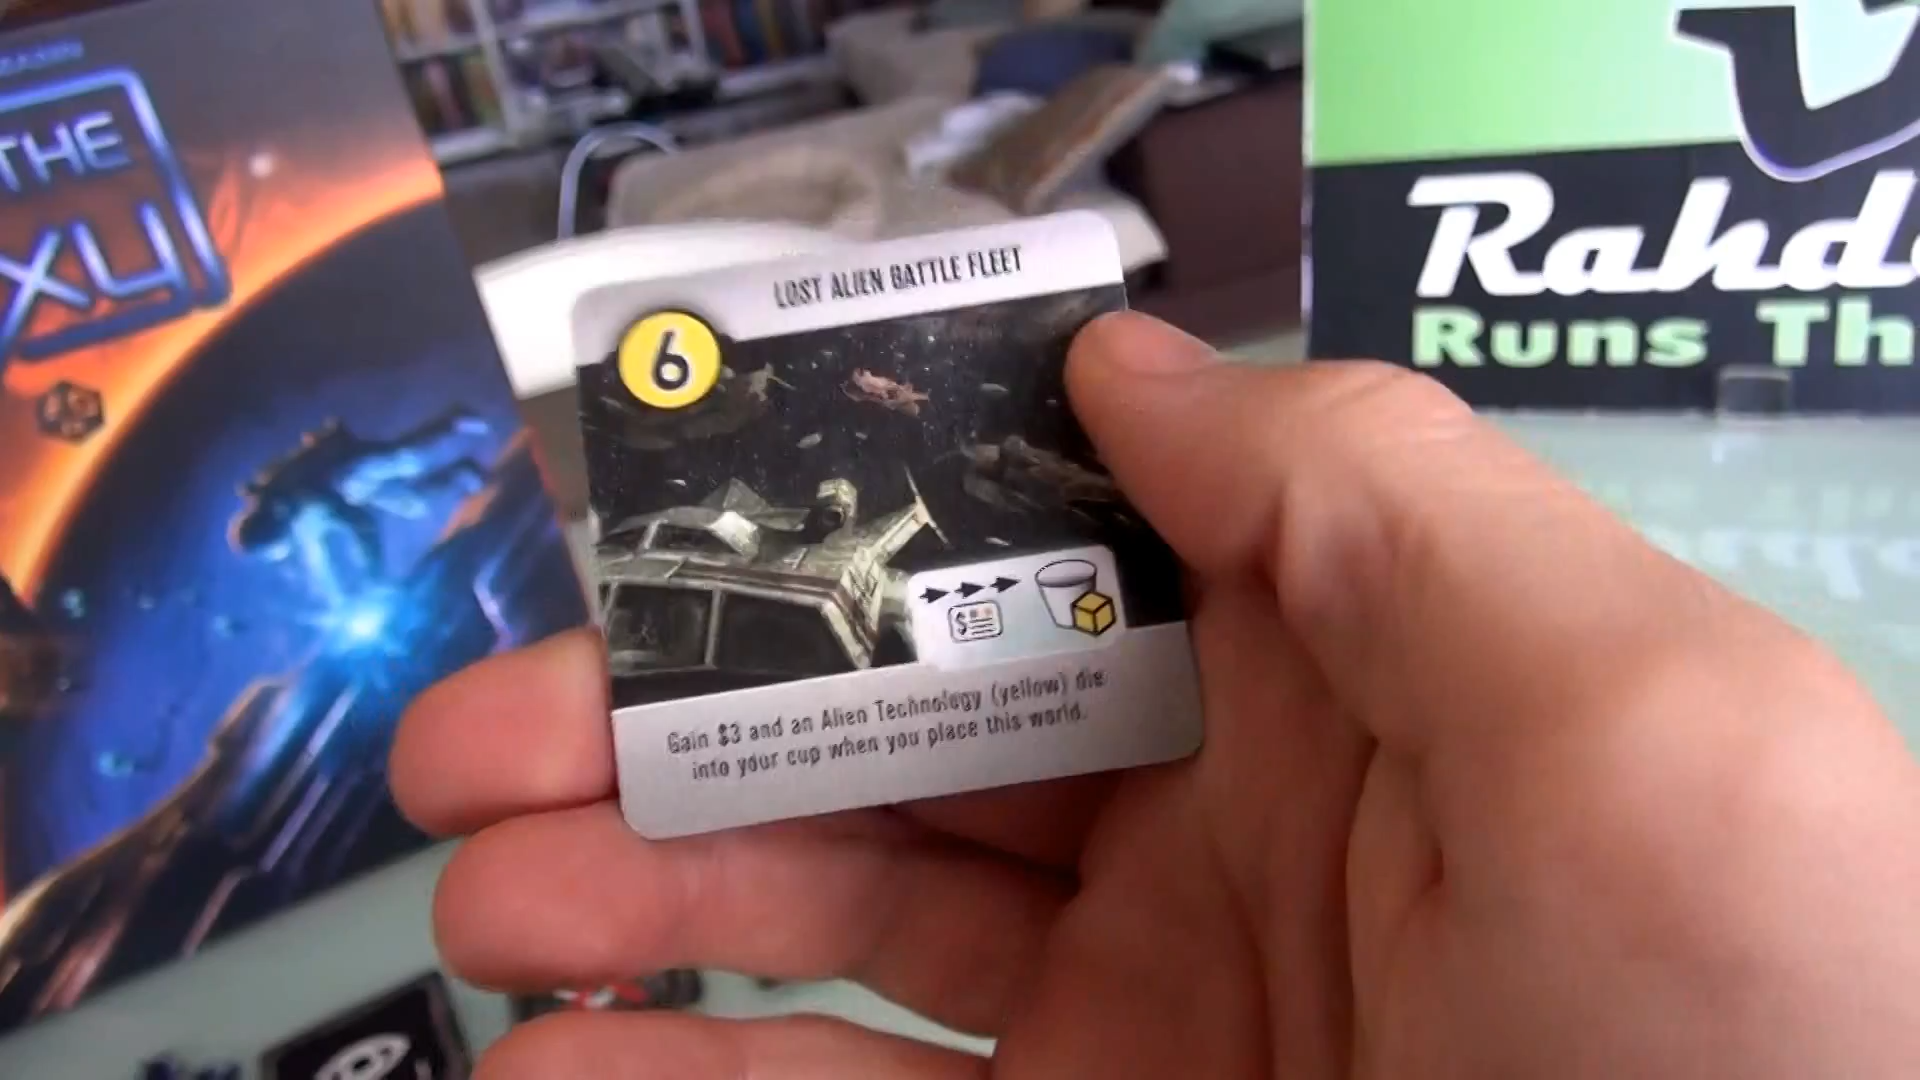 THE
XY
LOST ALIEN BATTLE FLEET
6
$
Gain $3 and an Alien Technology (yellow) die
into your cup when you place this world.
Rahd
Runs Th